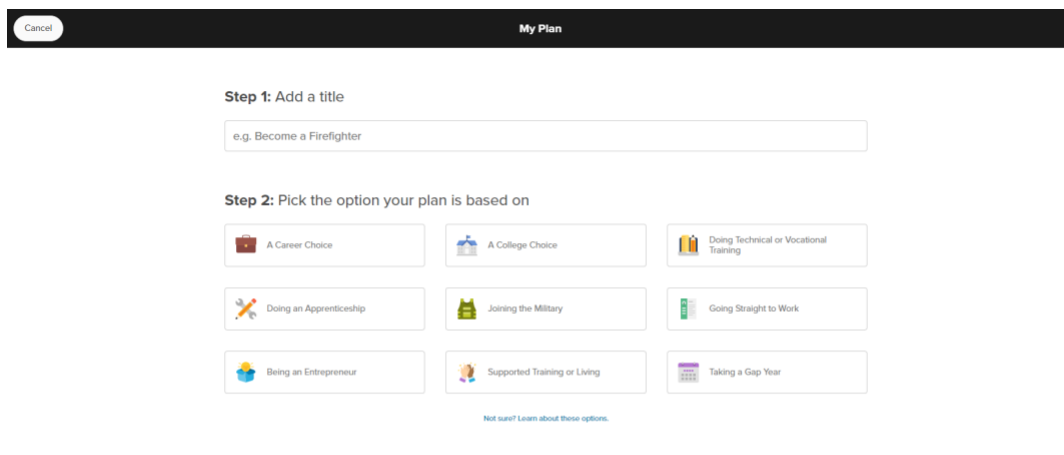 Cancel
My Plan
Step 1: Add a title
e.g. Become a Firefighter
Step 2: Pick the option your plan is based on
A Career Choice
A College Choice
Doing Technical or Vocational
Training
Doing an Apprenticeship
Joining the Military
Going Straight to Work
Being an Entrepreneur
Supported Training or Living
Taking a Gap Year
Not sure? Learn about these options.